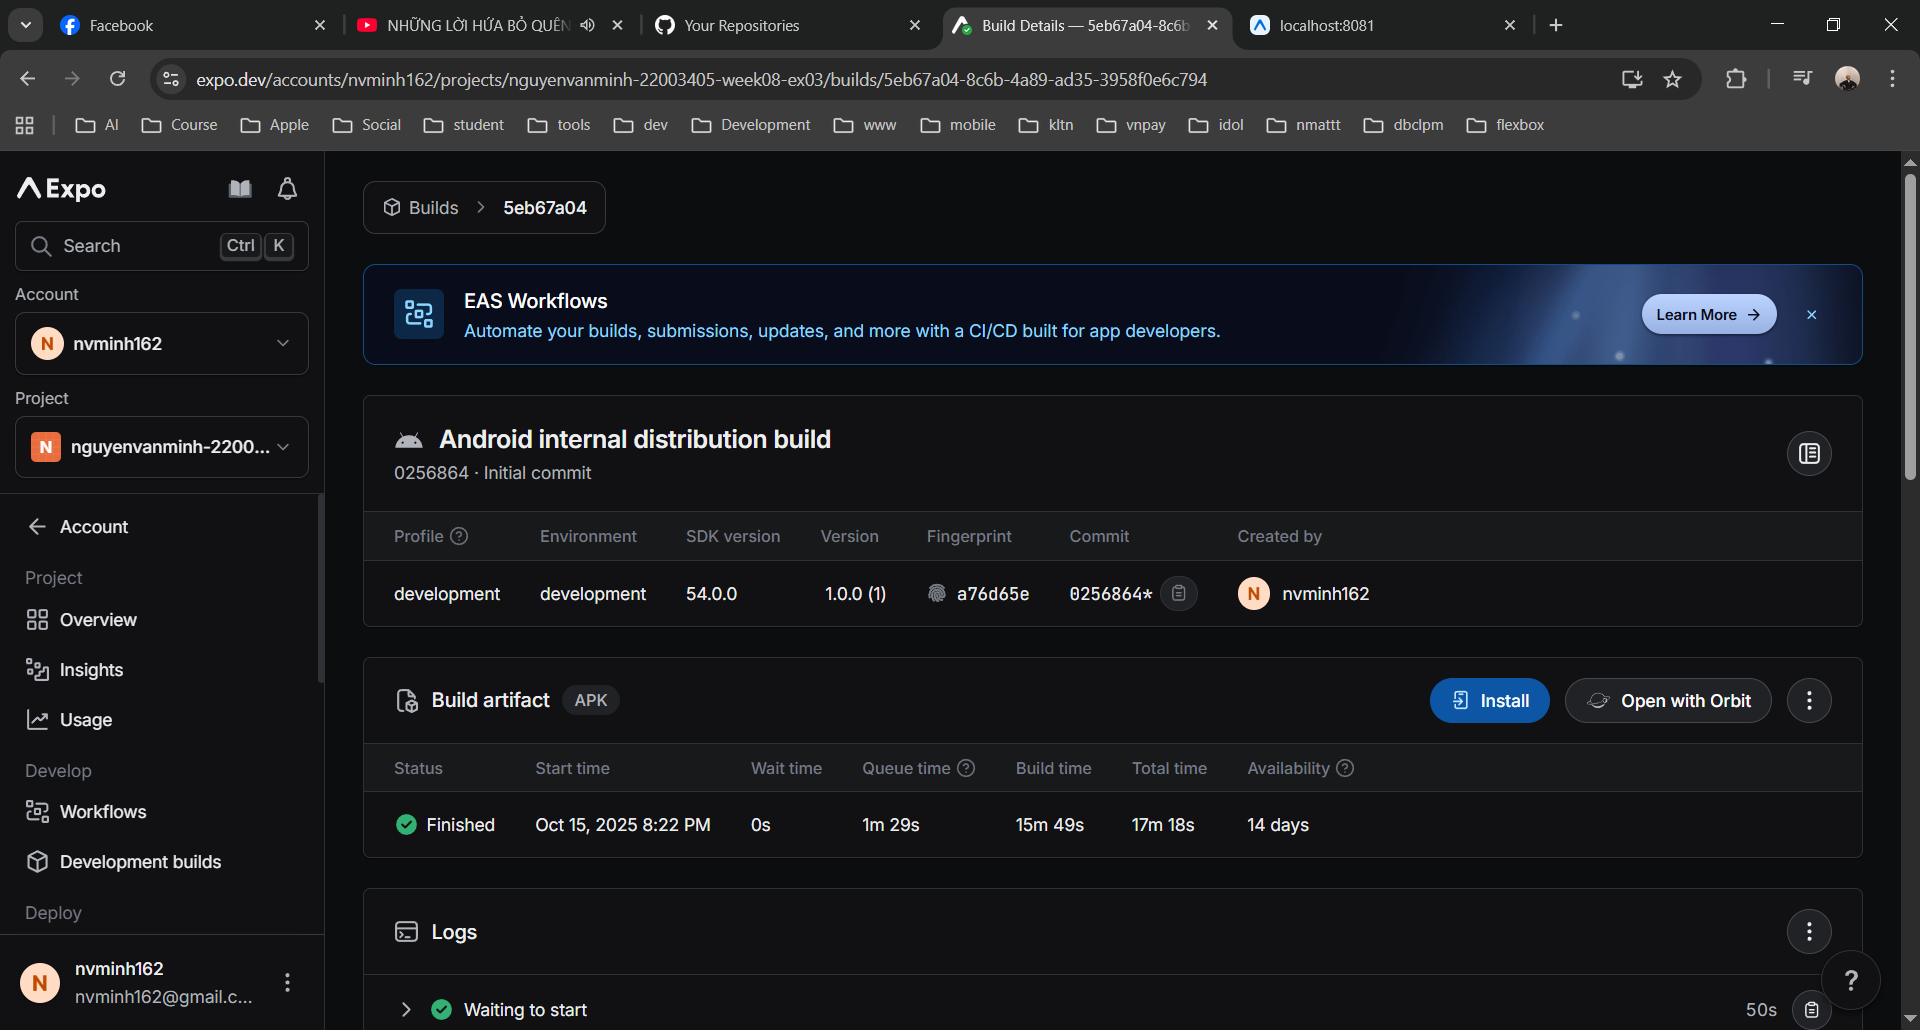 Facebook
NHỮNG LỜI HỨA BỎ QUÊN
Your Repositories
Build Details — 5eb67a04-8c6b
localhost:8081
expo.dev/accounts/nvminh162/projects/nguyenvanminh-22003405-week08-ex03/builds/5eb67a04-8c6b-4a89-ad35-3958f0e6c794
AI Course Apple Social student tools dev Development www mobile kltn vnpay idol nmattt dbclpm flexbox
Expo
Search Ctrl K
Account
N nvminh162
Project
N nguyenvanminh-2200...
Account
Project
Overview
Insights
Usage
Develop
Workflows
Development builds
Deploy
N nvminh162
nvminh162@gmail.c...
Builds > 5eb67a04
EAS Workflows
Automate your builds, submissions, updates, and more with a CI/CD built for app developers.
Learn More →
Android internal distribution build
0256864 · Initial commit
Profile ? Environment SDK version Version Fingerprint Commit Created by
development development 54.0.0 1.0.0 (1) a76d65e 0256864* N nvminh162
Build artifact APK
Install Open with Orbit
Status Start time Wait time Queue time ? Build time Total time Availability ?
Finished Oct 15, 2025 8:22 PM 0s 1m 29s 15m 49s 17m 18s 14 days
Logs
Waiting to start 50s
?